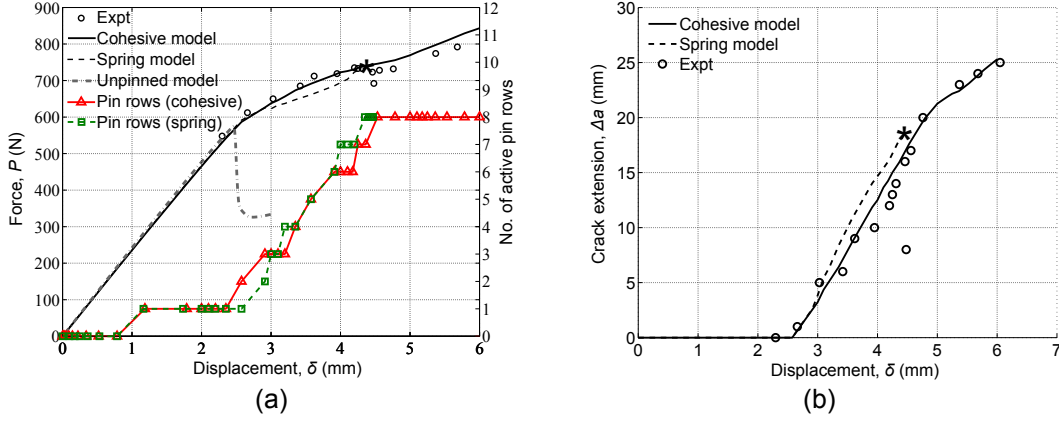 900
800
700
600
500
400
300
200
100
0
Force, P (N)
12
11
10
9
8
7
6
5
4
3
2
1
0
No. of active pin rows
Expt
Cohesive model
Spring model
Unpinned model
Pin rows (cohesive)
Pin rows (spring)
*
0 1 2 3 4 5 6
Displacement, δ (mm)
(a)
30
25
20
15
10
5
0
Crack extension, Δa (mm)
Cohesive model
Spring model
Expt
*
0 1 2 3 4 5 6 7
Displacement, δ (mm)
(b)